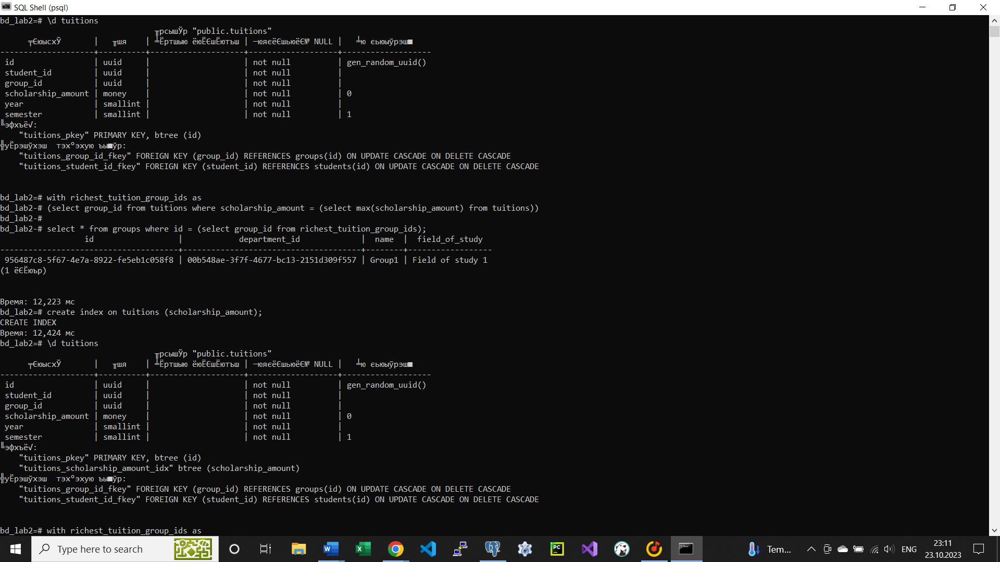 SQL Shell (psql)
bd_lab2=# \d tuitions
╥рсышЎр "public.tuitions"
╤ЄюысхЎ | ╥шя | ╧Ёртшыю ёюЁЄшЁютъш | ─юяєёЄшьюёЄ№ NULL | ╧ю єьюыўрэш■
--------------------+----------+--------------------+-------------------+-------------------
id | uuid | | not null | gen_random_uuid()
student_id | uuid | | not null |
group_id | uuid | | not null |
scholarship_amount | money | | not null | 0
year | smallint | | not null |
semester | smallint | | not null | 1
╚эфхъё√:
"tuitions_pkey" PRIMARY KEY, btree (id)
╬уЁрэшўхэш  тэх°эхую ъы■ўр:
"tuitions_group_id_fkey" FOREIGN KEY (group_id) REFERENCES groups(id) ON UPDATE CASCADE ON DELETE CASCADE
"tuitions_student_id_fkey" FOREIGN KEY (student_id) REFERENCES students(id) ON UPDATE CASCADE ON DELETE CASCADE
bd_lab2=# with richest_tuition_group_ids as
bd_lab2-# (select group_id from tuitions where scholarship_amount = (select max(scholarship_amount) from tuitions))
bd_lab2-#
bd_lab2-# select * from groups where id = (select group_id from richest_tuition_group_ids);
id | department_id | name | field_of_study
--------------------------------------+--------------------------------------+--------+------------------
956487c8-5f67-4e7a-8922-fe5eb1c058f8 | 00b548ae-3f7f-4677-bc13-2151d309f557 | Group1 | Field of study 1
(1 ёЄЁюър)
Время: 12,223 мс
bd_lab2=# create index on tuitions (scholarship_amount);
CREATE INDEX
Время: 12,424 мс
bd_lab2=# \d tuitions
╥рсышЎр "public.tuitions"
╤ЄюысхЎ | ╥шя | ╧Ёртшыю ёюЁЄшЁютъш | ─юяєёЄшьюёЄ№ NULL | ╧ю єьюыўрэш■
--------------------+----------+--------------------+-------------------+-------------------
id | uuid | | not null | gen_random_uuid()
student_id | uuid | | not null |
group_id | uuid | | not null |
scholarship_amount | money | | not null | 0
year | smallint | | not null |
semester | smallint | | not null | 1
╚эфхъё√:
"tuitions_pkey" PRIMARY KEY, btree (id)
"tuitions_scholarship_amount_idx" btree (scholarship_amount)
╬уЁрэшўхэш  тэх°эхую ъы■ўр:
"tuitions_group_id_fkey" FOREIGN KEY (group_id) REFERENCES groups(id) ON UPDATE CASCADE ON DELETE CASCADE
"tuitions_student_id_fkey" FOREIGN KEY (student_id) REFERENCES students(id) ON UPDATE CASCADE ON DELETE CASCADE
bd_lab2=# with richest_tuition_group_ids as
Type here to search
Tem...
ENG
23:11
23.10.2023